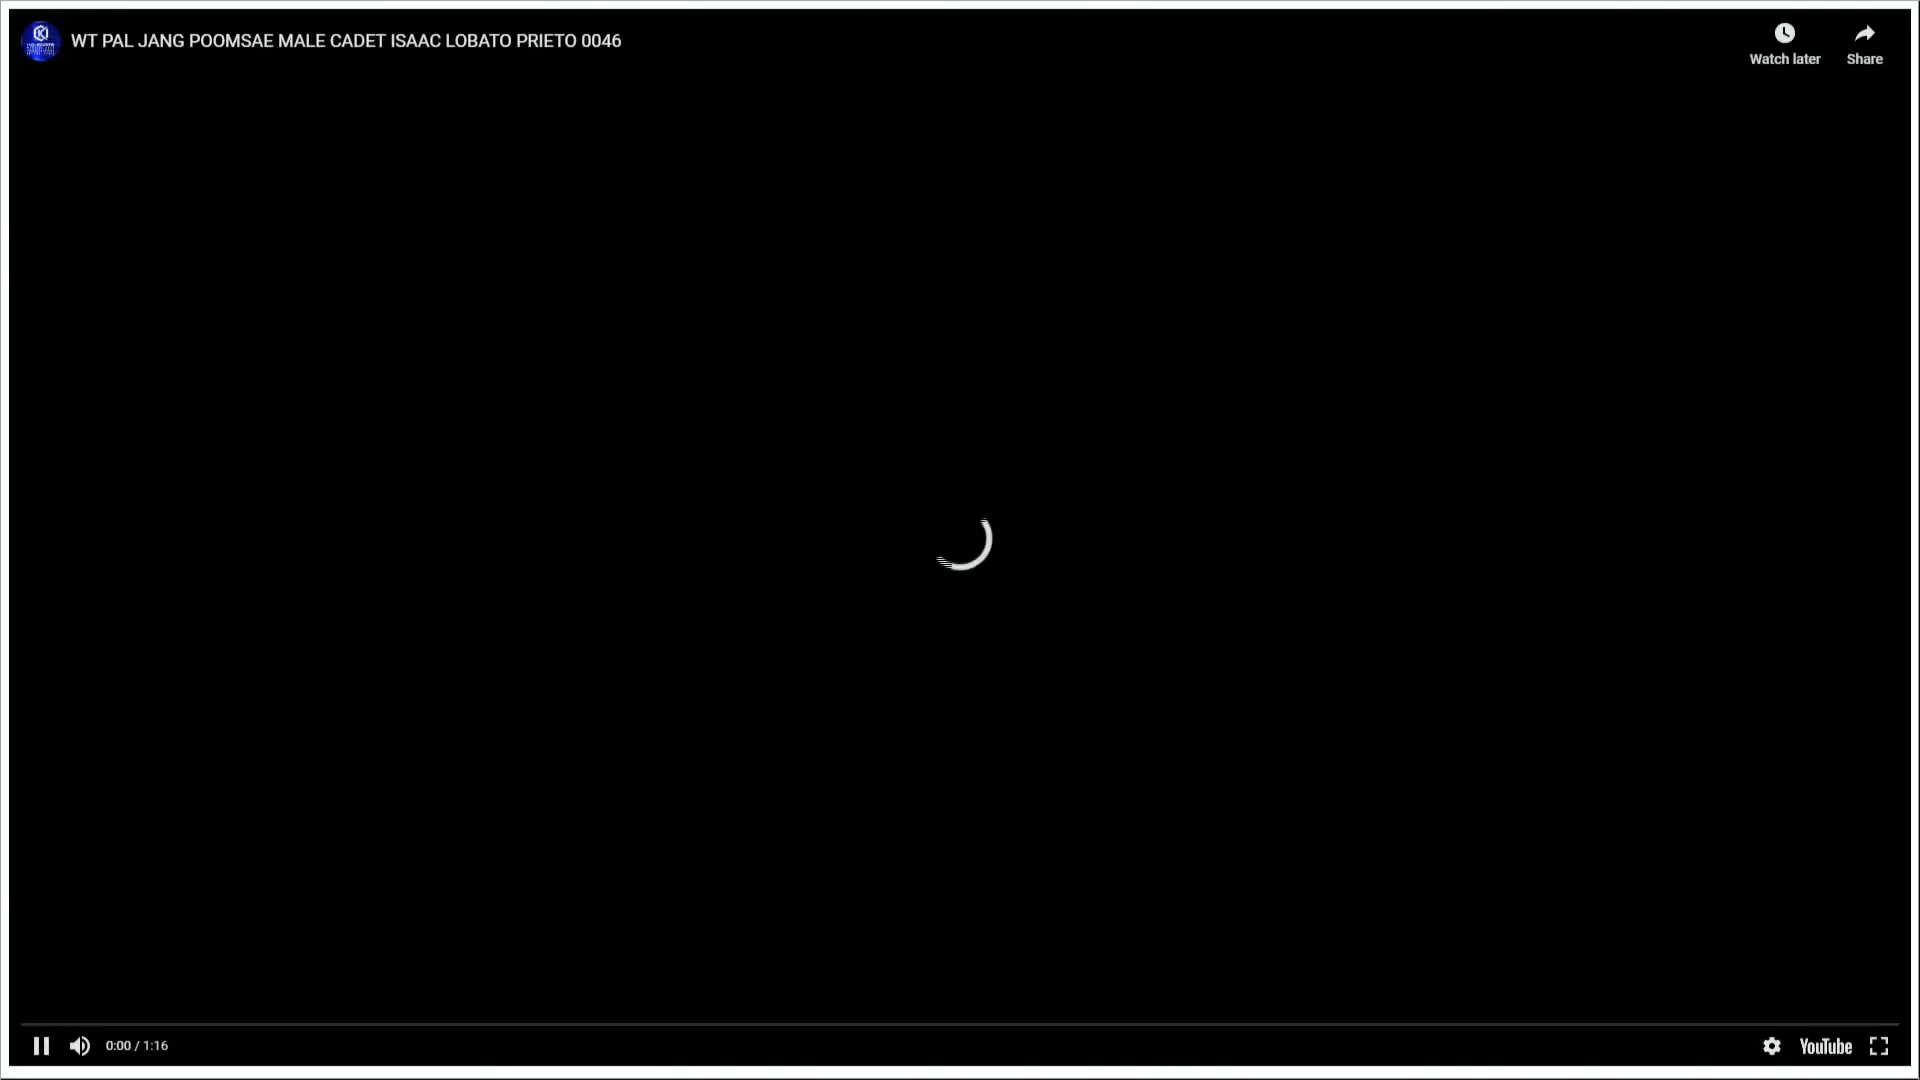 WT PAL JANG POOMSAE MALE CADET ISAAC LOBATO PRIETO 0046
Watch later
Share
0:00 / 1:16
YouTube